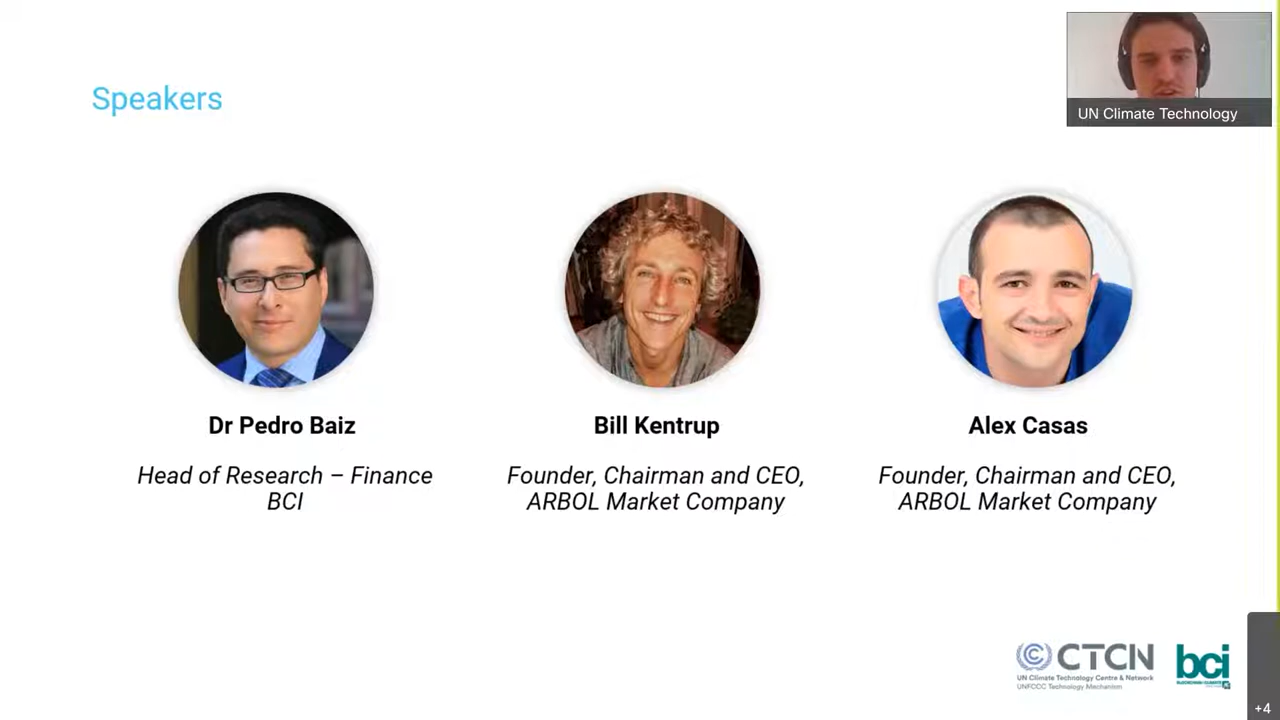 Speakers
UN Climate Technology
Dr Pedro Baiz
Head of Research – Finance
BCI
Bill Kentrup
Founder, Chairman and CEO,
ARBOL Market Company
Alex Casas
Founder, Chairman and CEO,
ARBOL Market Company
CTCN
UN Climate Technology Centre & Network
UNFCCC Technology Mechanism
bci
+4